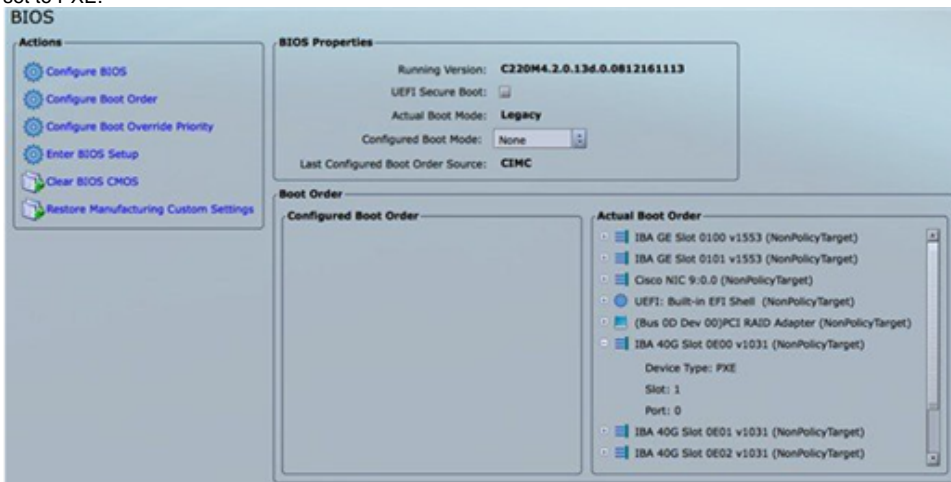 set to PXE.
BIOS
Actions
Configure BIOS
Configure Boot Order
Configure Boot Override Priority
Enter BIOS Setup
Clear BIOS CMOS
Restore Manufacturing Custom Settings
BIOS Properties
Running Version: C220M4.2.0.13d.0.0812161113
UEFI Secure Boot:
Actual Boot Mode: Legacy
Configured Boot Mode: None
Last Configured Boot Order Source: CIMC
Boot Order
Configured Boot Order
Actual Boot Order
IBA GE Slot 0100 v1553 (NonPolicyTarget)
IBA GE Slot 0101 v1553 (NonPolicyTarget)
Cisco NIC 9:0.0 (NonPolicyTarget)
UEFI: Built-in EFI Shell (NonPolicyTarget)
(Bus 0D Dev 00)PCI RAID Adapter (NonPolicyTarget)
IBA 40G Slot 0E00 v1031 (NonPolicyTarget)
Device Type: PXE
Slot: 1
Port: 0
IBA 40G Slot 0E01 v1031 (NonPolicyTarget)
IBA 40G Slot 0E02 v1031 (NonPolicyTarget)